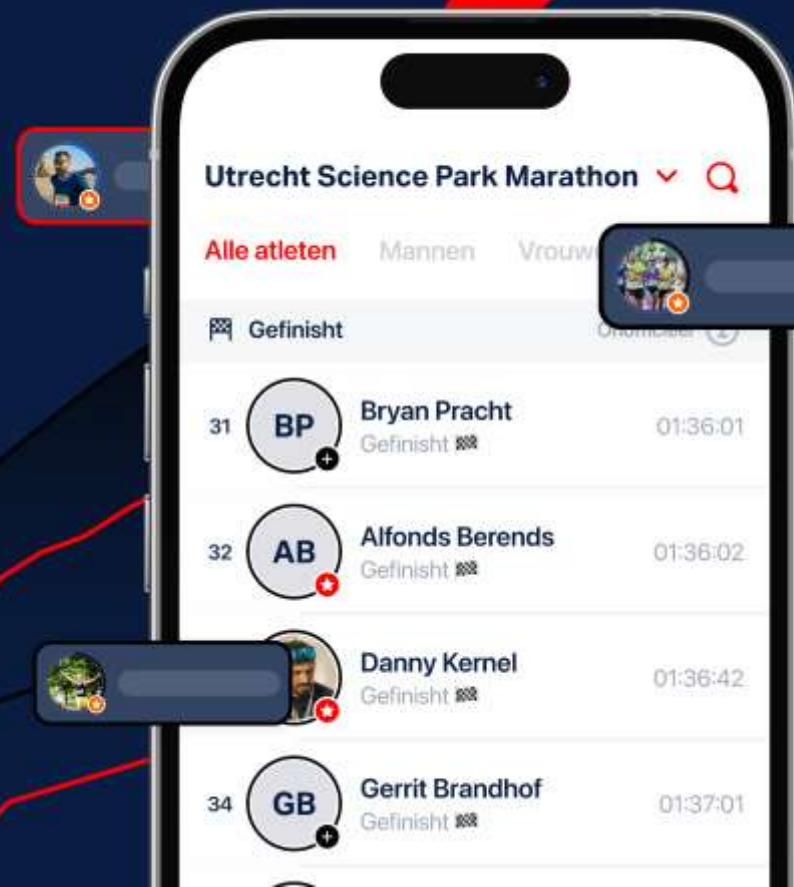 Utrecht Science Park Marathon
Alle atleten Mannen
Gefinisht
31 BP Bryan Pracht 01:36:01
Gefinisht
32 AB Alfonds Berends 01:36:02
Gefinisht
Danny Kernel 01:36:42
Gefinisht
34 GB Gerrit Brandhof 01:37:01
Gefinisht